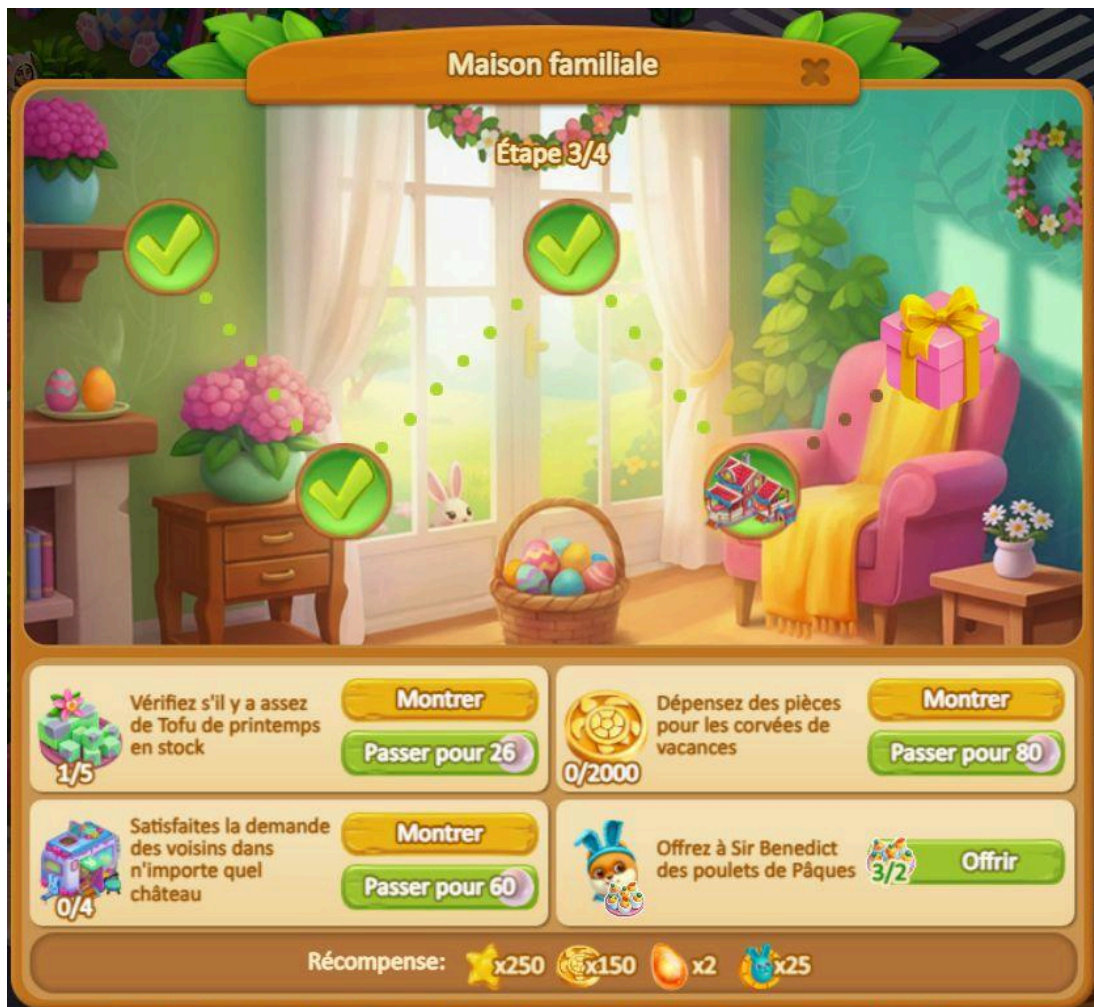 Maison familiale
Étape 3/4
Vérifiez s'il y a assez
de Tofu de printemps
en stock
1/5
Montrer
Passer pour 26
Dépensez des pièces
pour les corvées de
vacances
0/2000
Montrer
Passer pour 80
Satisfaites la demande
des voisins dans
n'importe quel
château
0/4
Montrer
Passer pour 60
Offrez à Sir Benedict
des poulets de Pâques
3/2
Offrir
Récompense: x250 x150 x2 x25